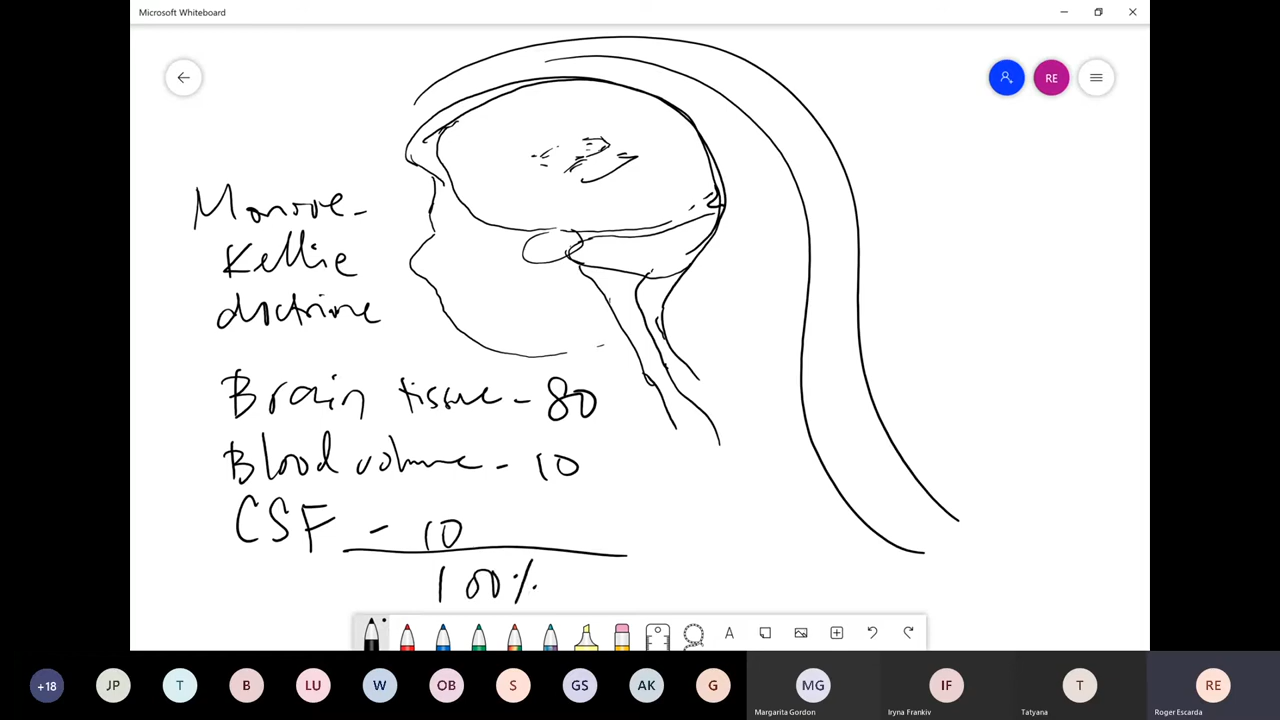 Microsoft Whiteboard
RE
Monroe-
Kellie
doctrine
Brain tissue - 80
Blood volume - 10
CSF - 10
100%
A
+18
JP
T
B
LU
W
OB
S
GS
AK
G
MG
Margarita Gordon
IF
Iryna Frankiv
T
Tatyana
RE
Roger Escarda